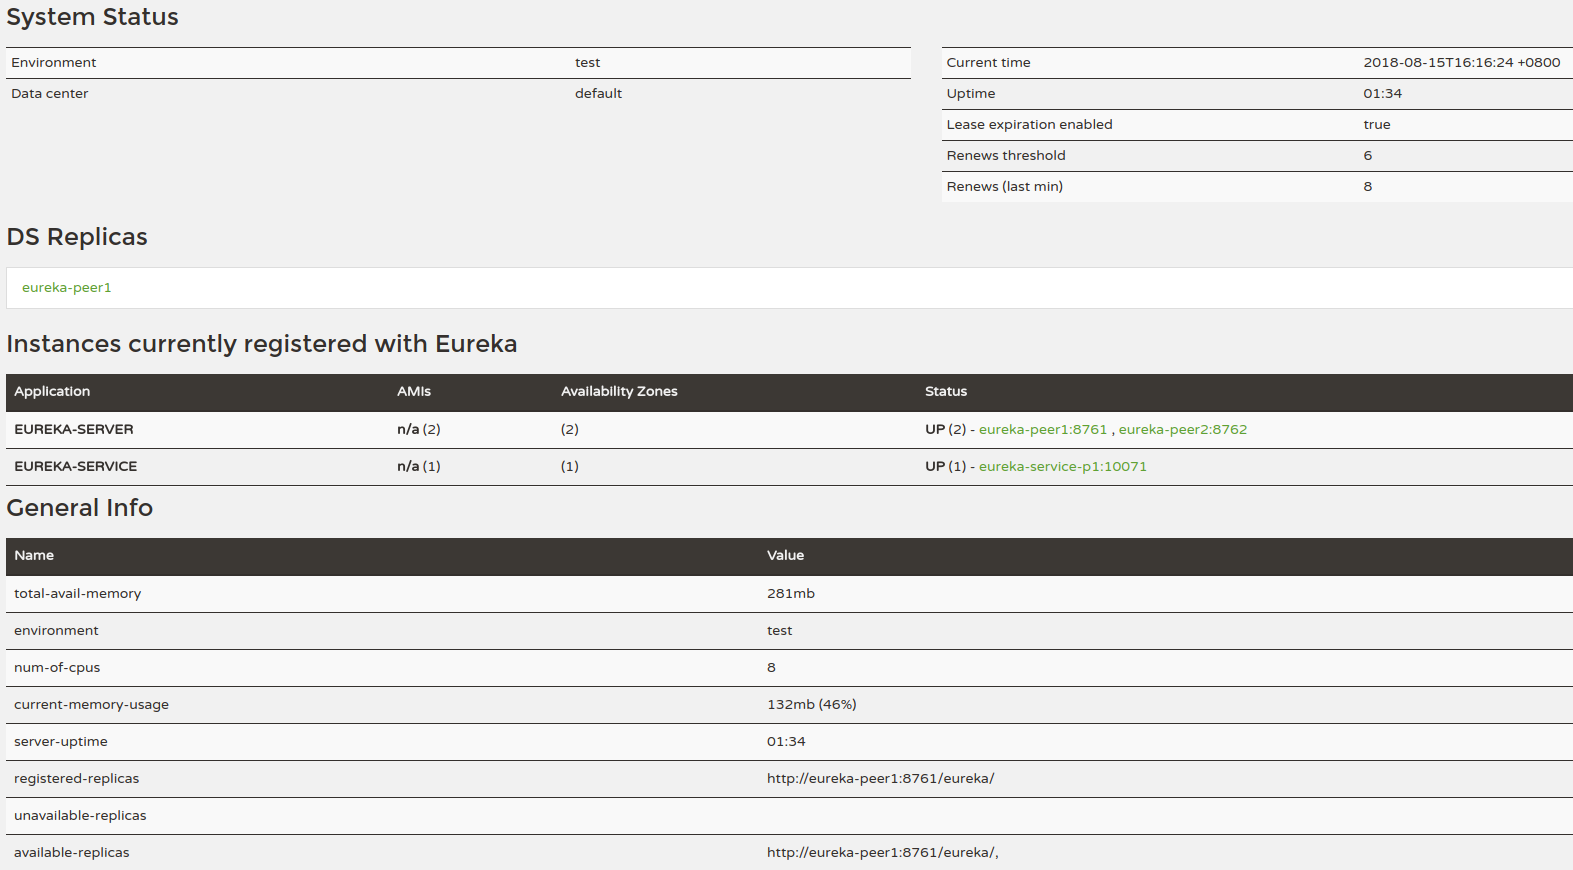 System Status
Environment test
Data center default
Current time 2018-08-15T16:16:24 +0800
Uptime 01:34
Lease expiration enabled true
Renews threshold 6
Renews (last min) 8
DS Replicas
eureka-peer1
Instances currently registered with Eureka
Application AMIs Availability Zones Status
EUREKA-SERVER n/a (2) (2) UP (2) - eureka-peer1:8761 , eureka-peer2:8762
EUREKA-SERVICE n/a (1) (1) UP (1) - eureka-service-p1:10071
General Info
Name Value
total-avail-memory 281mb
environment test
num-of-cpus 8
current-memory-usage 132mb (46%)
server-uptime 01:34
registered-replicas http://eureka-peer1:8761/eureka/
unavailable-replicas
available-replicas http://eureka-peer1:8761/eureka/,